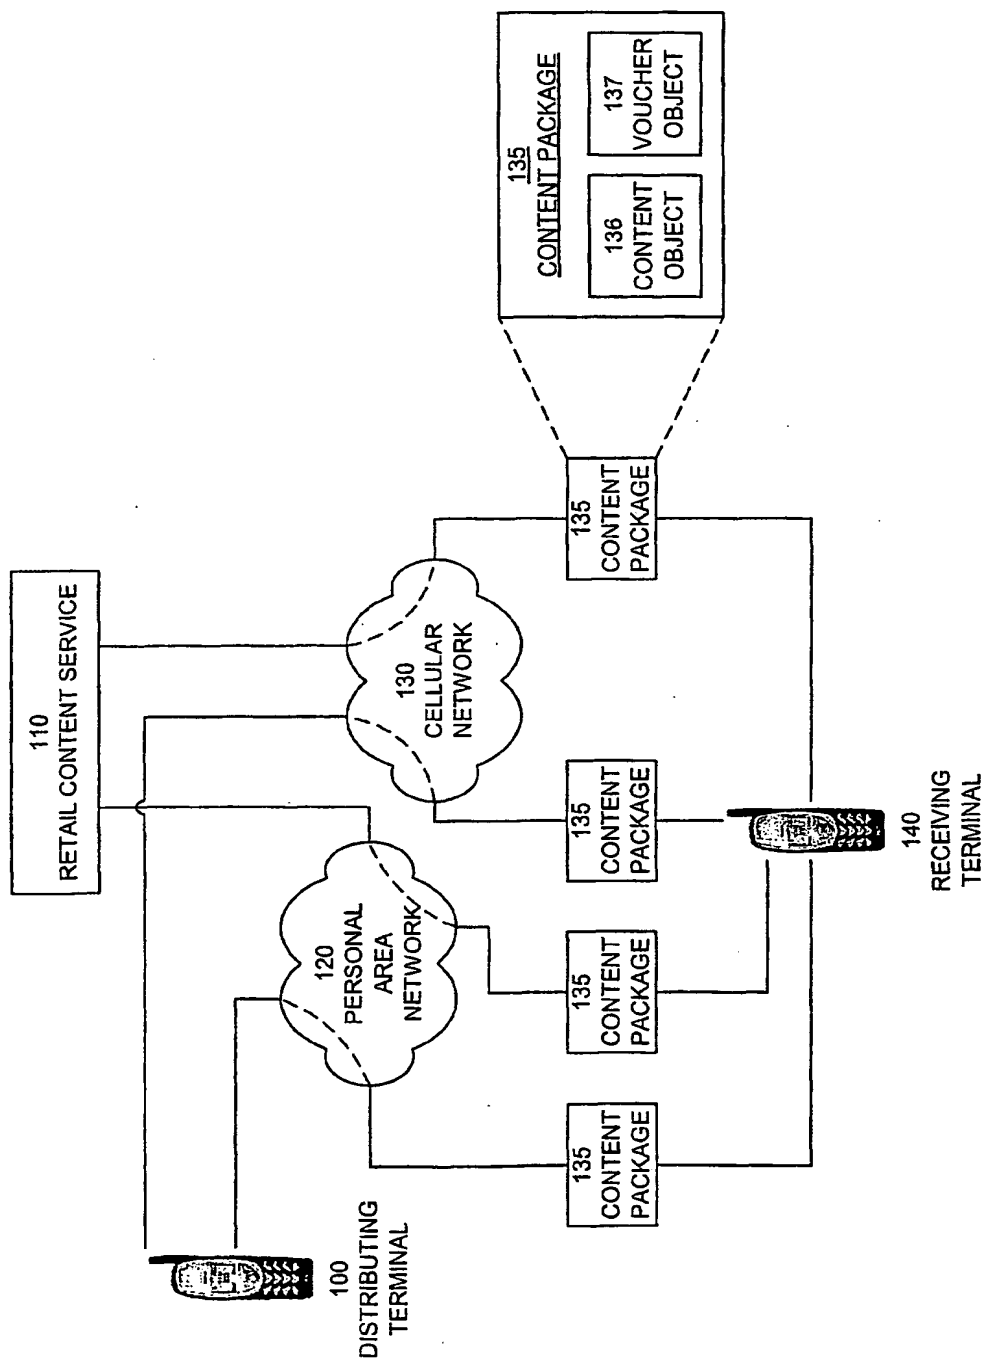 110
RETAIL CONTENT SERVICE
100
DISTRIBUTING
TERMINAL
120
PERSONAL
AREA
NETWORK
130
CELLULAR
NETWORK
135
CONTENT
PACKAGE
135
CONTENT
PACKAGE
135
CONTENT
PACKAGE
135
CONTENT
PACKAGE
135
CONTENT PACKAGE
136
CONTENT
OBJECT
137
VOUCHER
OBJECT
140
RECEIVING
TERMINAL